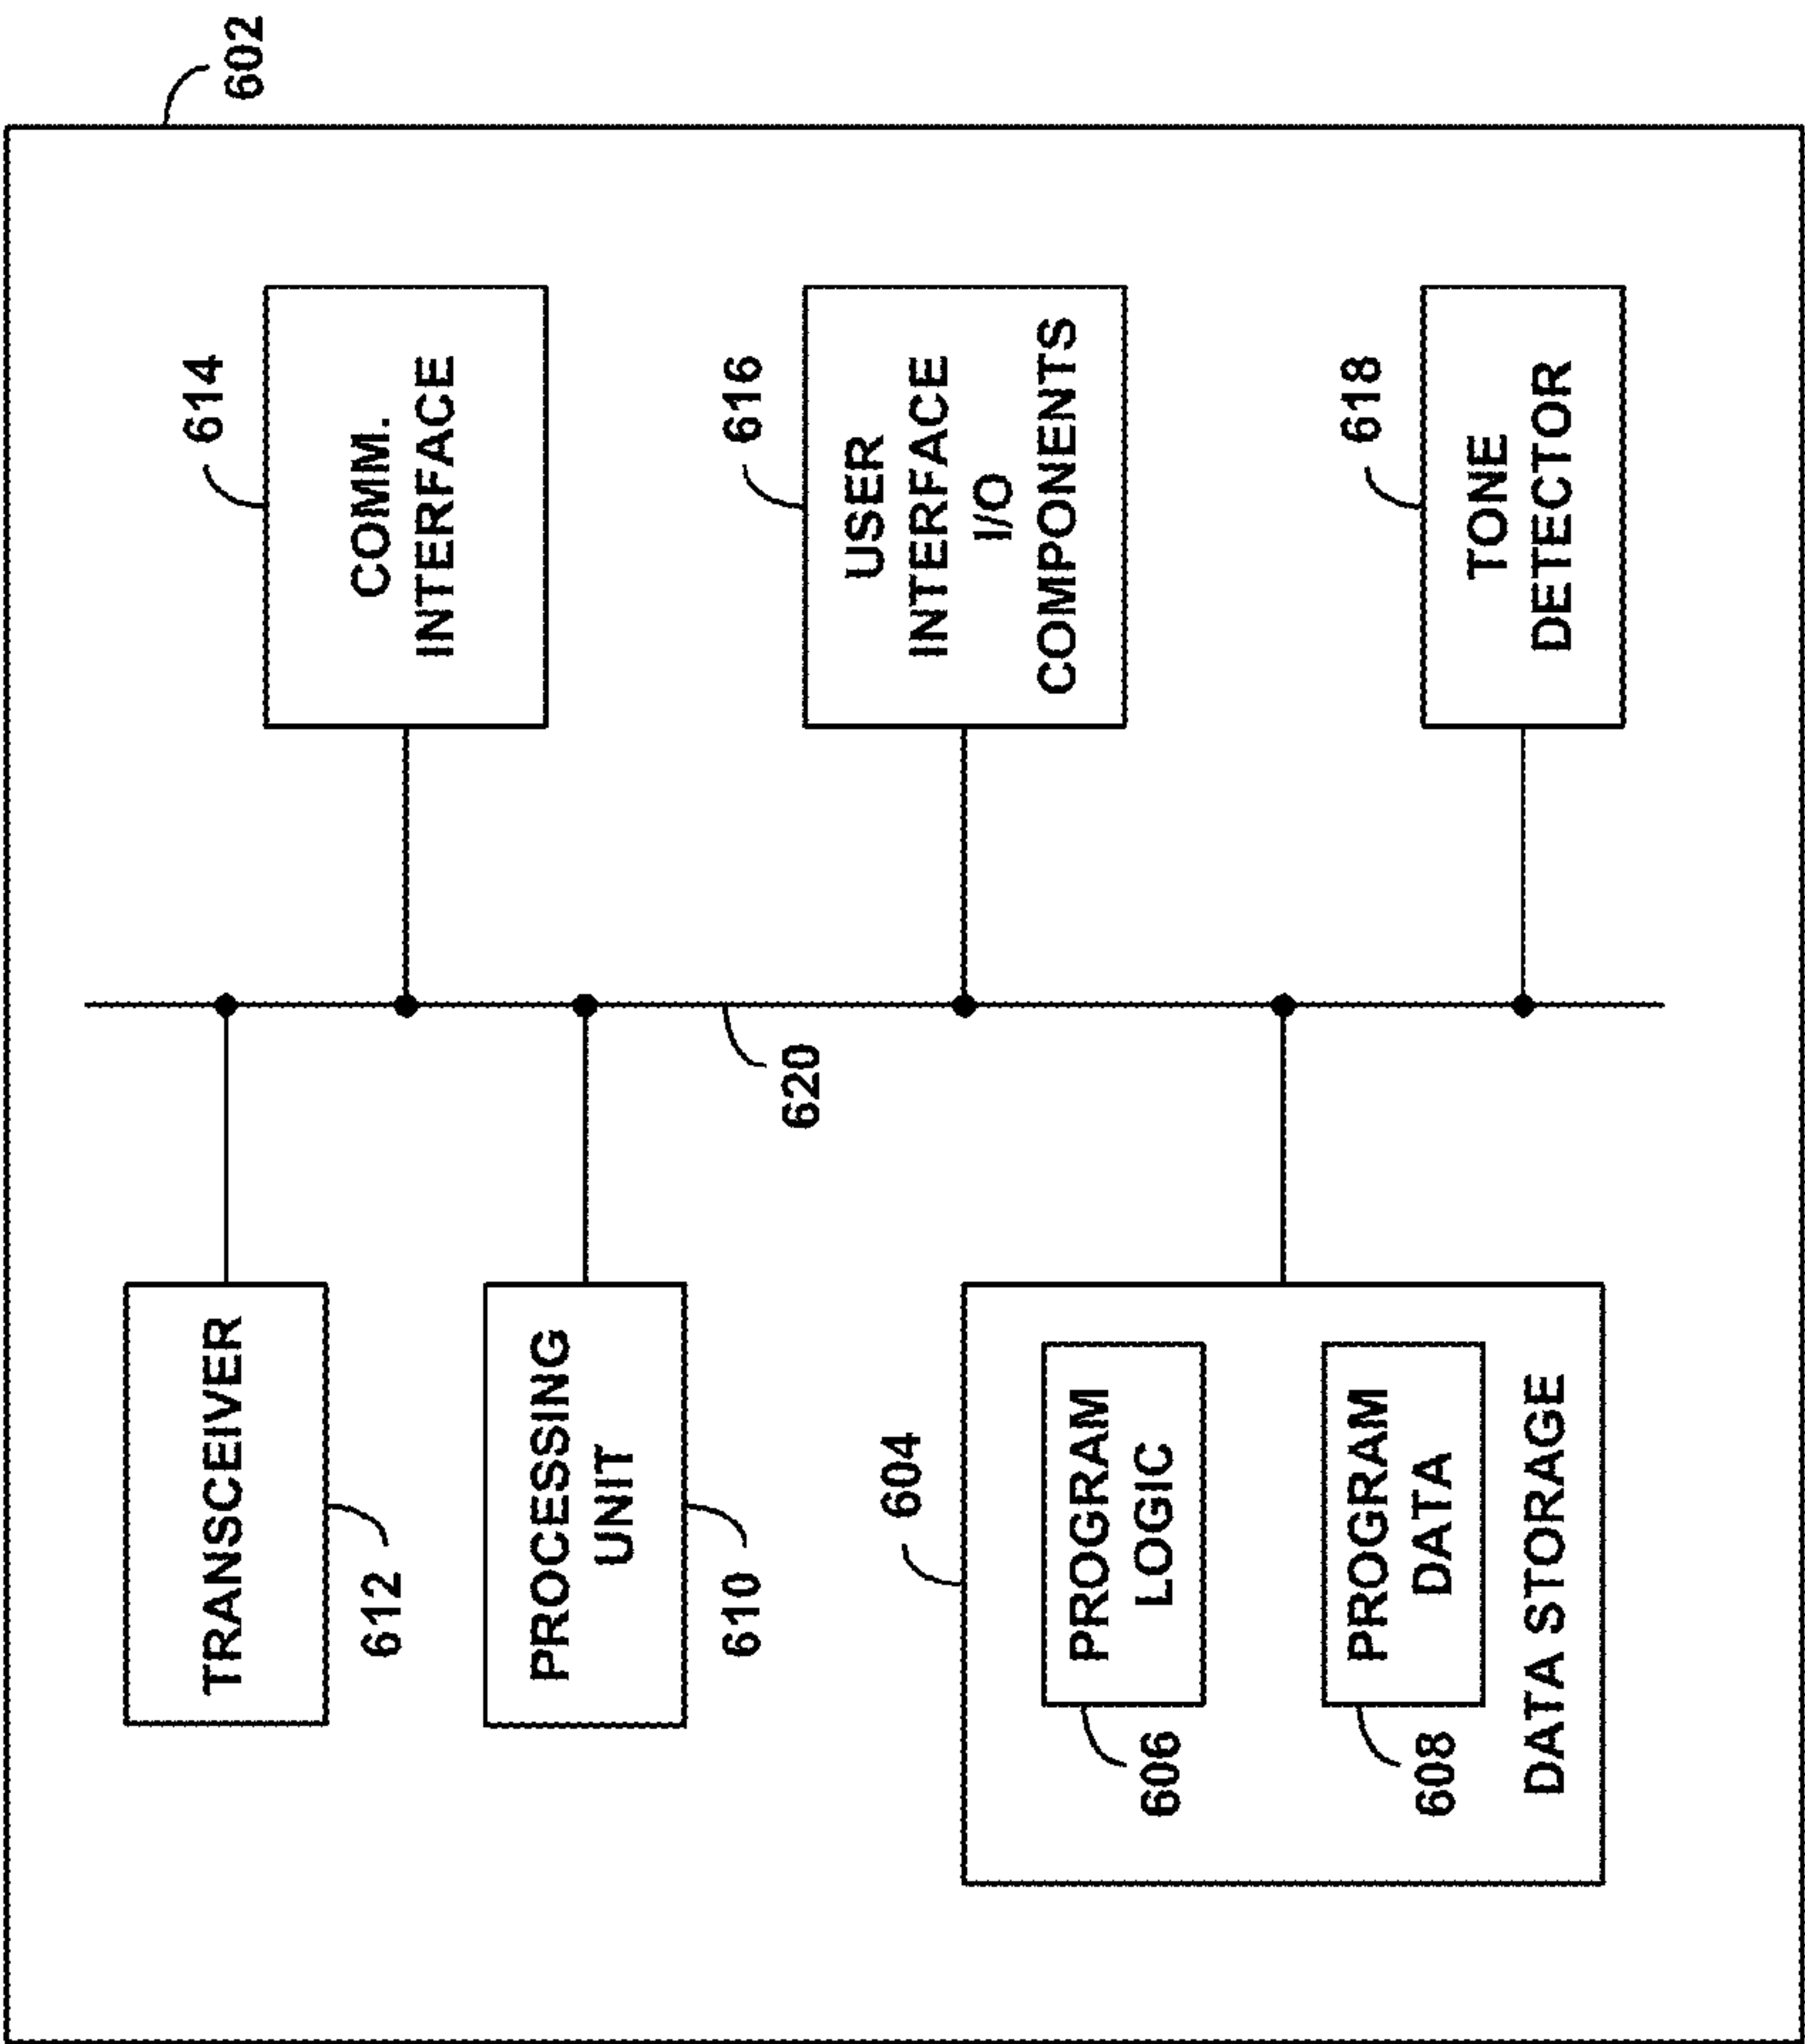 602
TRANSCEIVER
612
COMM.
INTERFACE
614
PROCESSING
UNIT
610
620
USER
INTERFACE
I/O
COMPONENTS
616
604
PROGRAM
LOGIC
606
PROGRAM
DATA
608
DATA STORAGE
TONE
DETECTOR
618